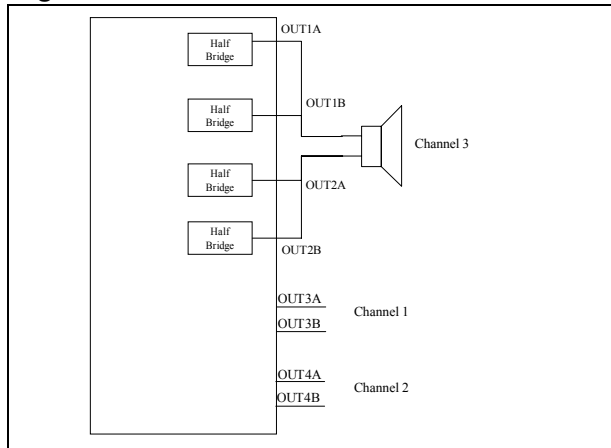 OUT1A
Half
Bridge
OUT1B
Half
Bridge
Channel 3
Half
Bridge
OUT2A
Half
Bridge
OUT2B
OUT3A
Channel 1
OUT3B
OUT4A
Channel 2
OUT4B